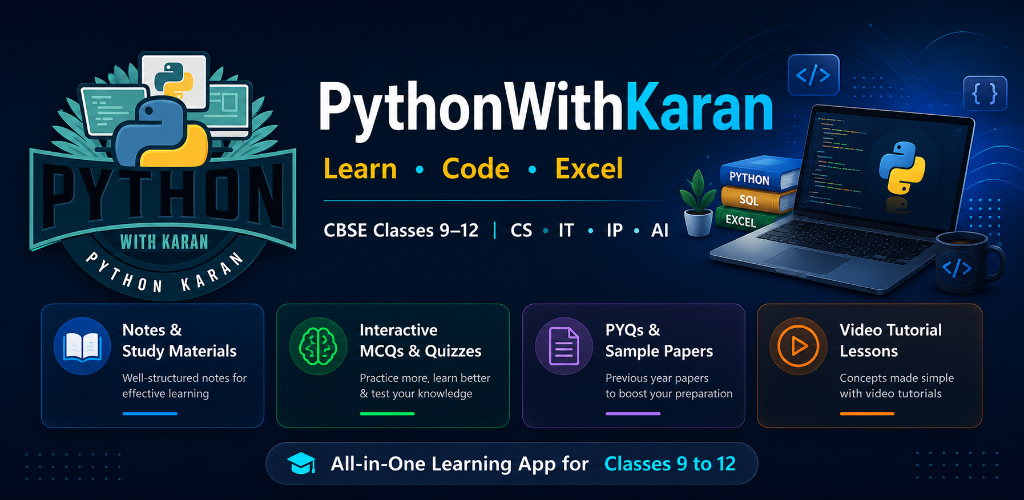 PYTHON
WITH KARAN
PYTHON KARAN
PythonWithKaran
Learn • Code • Excel
CBSE Classes 9–12 | CS • IT • IP • AI
</>
{ }
PYTHON
SQL
EXCEL
</>
Notes &
Study Materials
Well-structured notes for
effective learning
Interactive
MCQs & Quizzes
Practice more, learn better
& test your knowledge
PYQs &
Sample Papers
Previous year papers
to boost your preparation
Video Tutorial
Lessons
Concepts made simple
with video tutorials
All-in-One Learning App for Classes 9 to 12